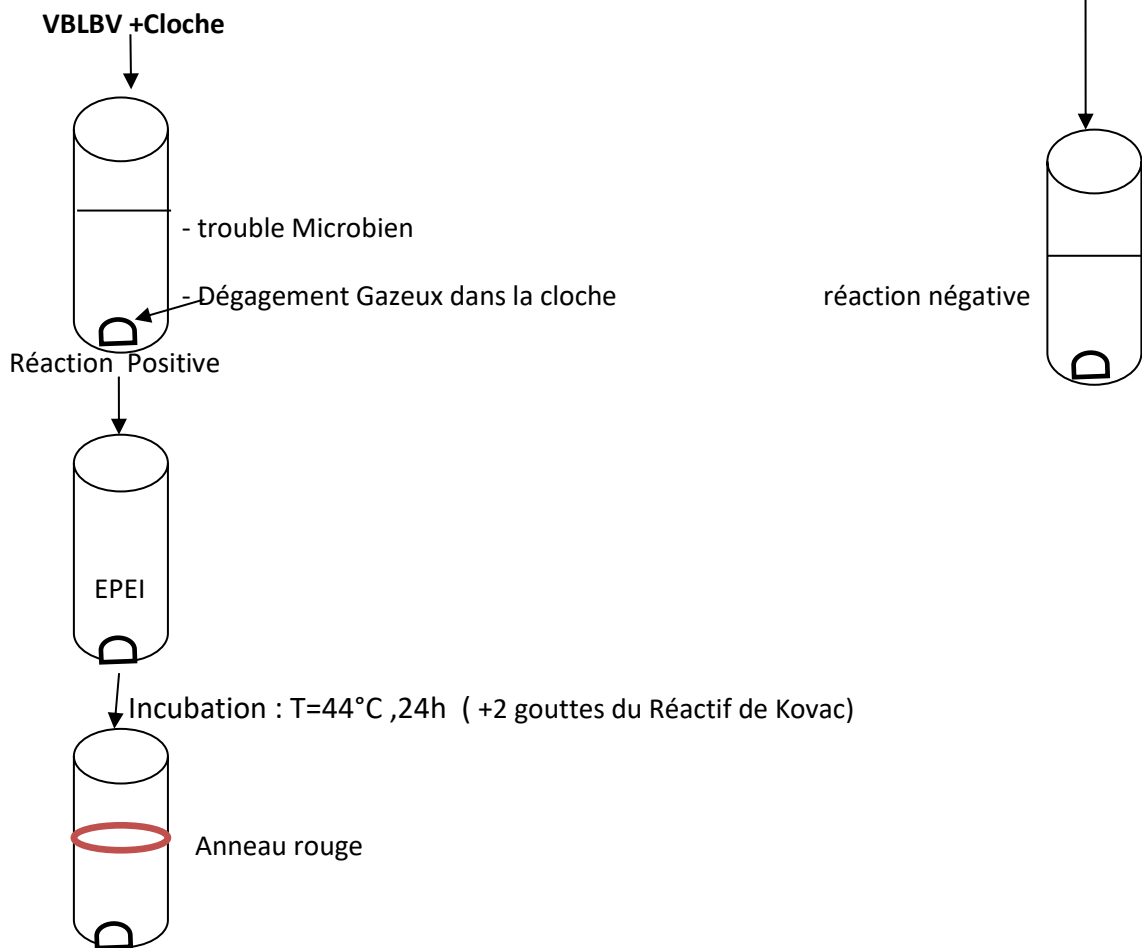 VBLBV +Cloche
- trouble Microbien
- Dégagement Gazeux dans la cloche
réaction négative
Réaction Positive
EPEI
Incubation : T=44°C ,24h ( +2 gouttes du Réactif de Kovac)
Anneau rouge